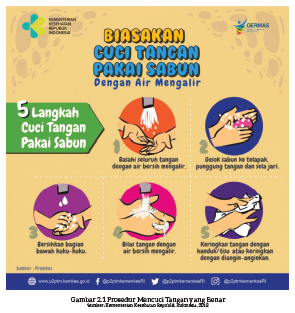 KEMENTERIAN
KESEHATAN
REPUBLIK
INDONESIA
GERMAS
BIASAKAN
CUCI TANGAN
PAKAI SABUN
Dengan Air Mengalir
5 Langkah
Cuci Tangan
Pakai Sabun
1
Basahi seluruh tangan
dengan air bersih mengalir.
2
Gosok sabun ke telapak,
punggung tangan dan sela jari.
3
Bersihkan bagian
bawah kuku-kuku.
4
Bilas tangan dengan
air bersih mengalir.
5
Keringkan tangan dengan
handuk/tisu atau keringkan
dengan diangin-anginkan.
Sumber : Promkes
www.p2ptm.kemkes.go.id
@p2ptmkemenkesRI
@p2ptmkemenkesRI
@p2ptmkemenkesRI
Gambar 2.1 Prosedur Mencuci Tangan yang Benar
Sumber: Kementerian Kesehatan Republik Indonesia, 2018